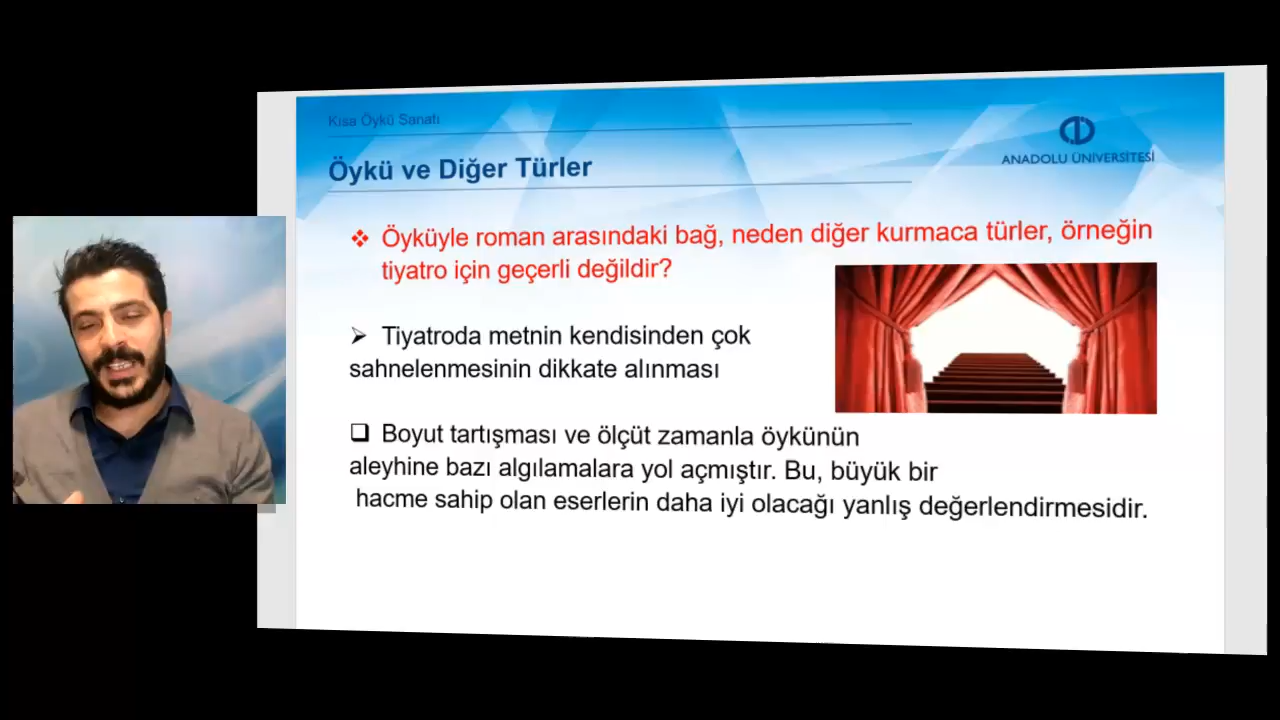 Kısa Öykü Sanatı
Öykü ve Diğer Türler
ANADOLU ÜNİVERSİTESİ
❖ Öyküyle roman arasındaki bağ, neden diğer kurmaca türler, örneğin
tiyatro için geçerli değildir?
➢ Tiyatroda metnin kendisinden çok
sahnelenmesinin dikkate alınması
❑ Boyut tartışması ve ölçüt zamanla öykünün
aleyhine bazı algılamalara yol açmıştır. Bu, büyük bir
hacme sahip olan eserlerin daha iyi olacağı yanlış değerlendirmesidir.